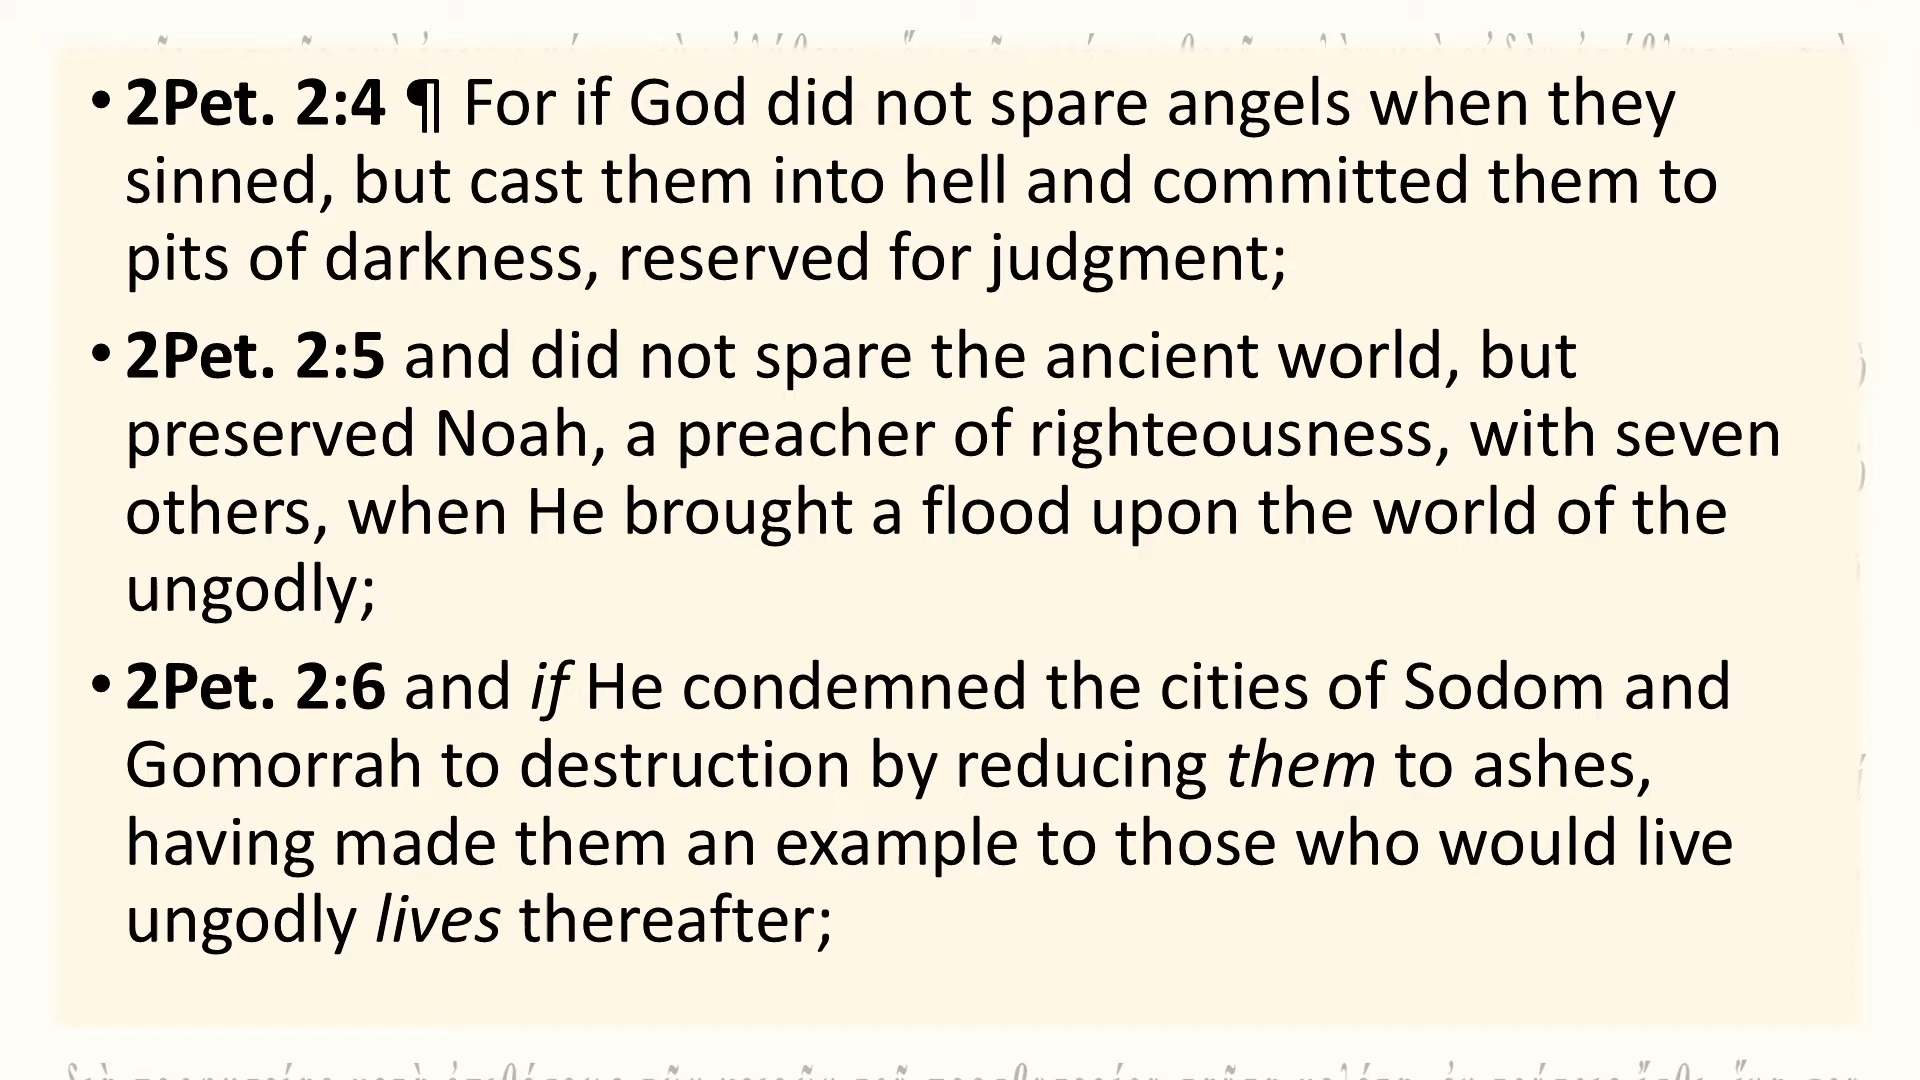 • 2Pet. 2:4 ¶ For if God did not spare angels when they
sinned, but cast them into hell and committed them to
pits of darkness, reserved for judgment;
• 2Pet. 2:5 and did not spare the ancient world, but
preserved Noah, a preacher of righteousness, with seven
others, when He brought a flood upon the world of the
ungodly;
• 2Pet. 2:6 and if He condemned the cities of Sodom and
Gomorrah to destruction by reducing them to ashes,
having made them an example to those who would live
ungodly lives thereafter;